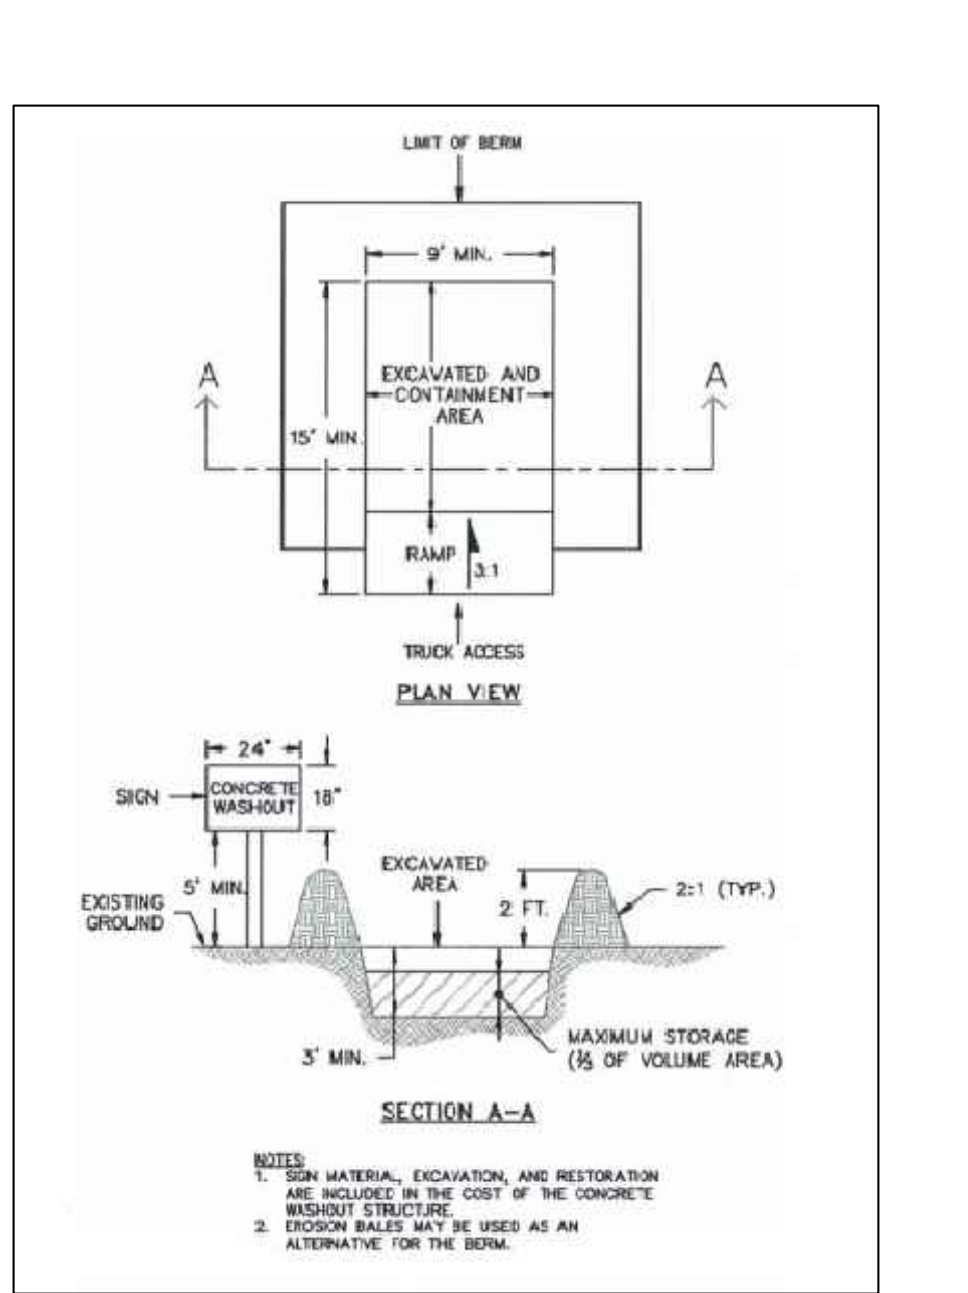 LIMIT OF BERM
9' MIN.
A
A
EXCAVATED AND
CONTAINMENT
AREA
15' MIN.
RAMP
3:1
TRUCK ACCESS
PLAN VIEW
24"
SIGN
CONCRETE
WASHOUT
18"
5' MIN.
EXISTING
GROUND
EXCAVATED
AREA
2 FT.
2:1 (TYP.)
3' MIN.
MAXIMUM STORAGE
(⅓ OF VOLUME AREA)
SECTION A-A
NOTES:
1. SIGN MATERIAL, EXCAVATION, AND RESTORATION
ARE INCLUDED IN THE COST OF THE CONCRETE
WASHOUT STRUCTURE.
2. EROSION BALES MAY BE USED AS AN
ALTERNATIVE FOR THE BERM.